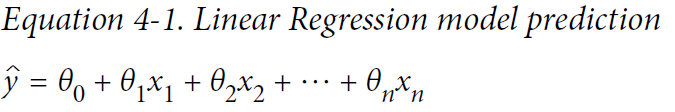 Equation 4-1. Linear Regression model prediction
ŷ = θ₀ + θ₁x₁ + θ₂x₂ + ⋯ + θₙxₙ